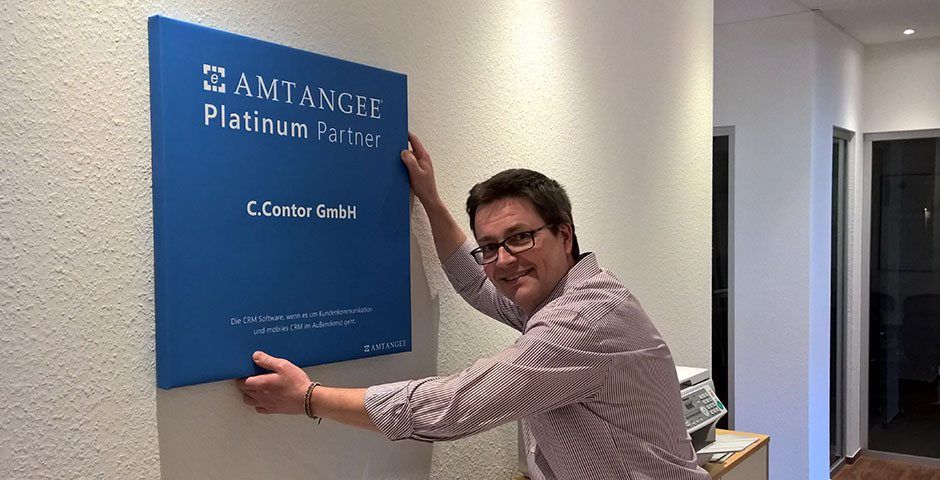 e AMTANGEE®
Platinum Partner
C.Contor GmbH
Die CRM Software, wenn es um Kundenkommunikation
und mobiles CRM im Außendienst geht.
e AMTANGEE